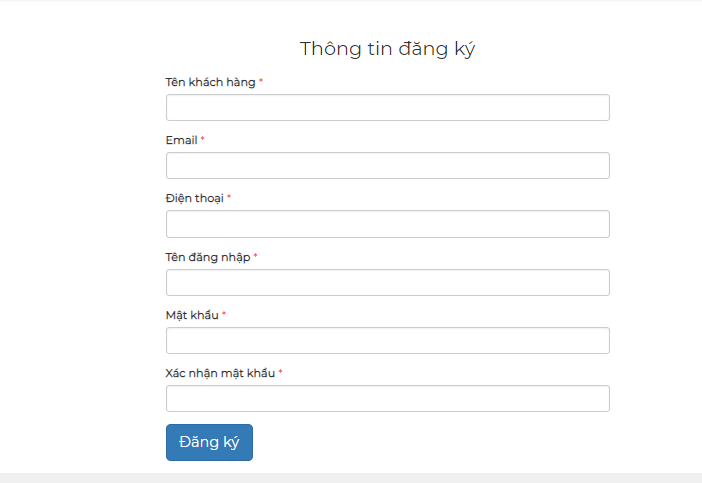 Thông tin đăng ký
Tên khách hàng *
Email *
Điện thoại *
Tên đăng nhập *
Mật khẩu *
Xác nhận mật khẩu *
Đăng ký